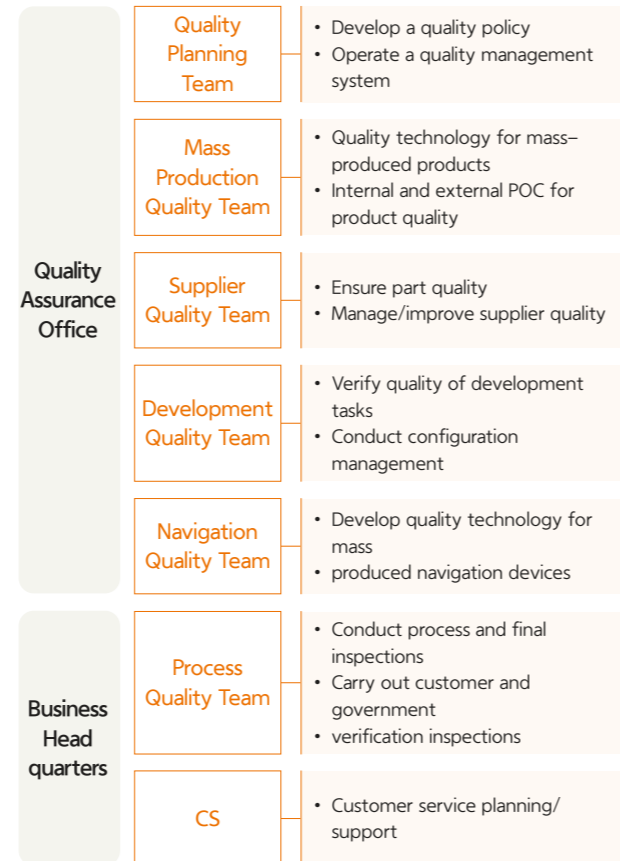 Quality
Assurance
Office
Quality
Planning
Team
• Develop a quality policy
• Operate a quality management
system
Mass
Production
Quality Team
• Quality technology for mass–
produced products
• Internal and external POC for
product quality
Supplier
Quality Team
• Ensure part quality
• Manage/improve supplier quality
Development
Quality Team
• Verify quality of development
tasks
• Conduct configuration
management
Navigation
Quality Team
• Develop quality technology for
mass
• produced navigation devices
Business
Head
quarters
Process
Quality Team
• Conduct process and final
inspections
• Carry out customer and
government
• verification inspections
CS
• Customer service planning/
support